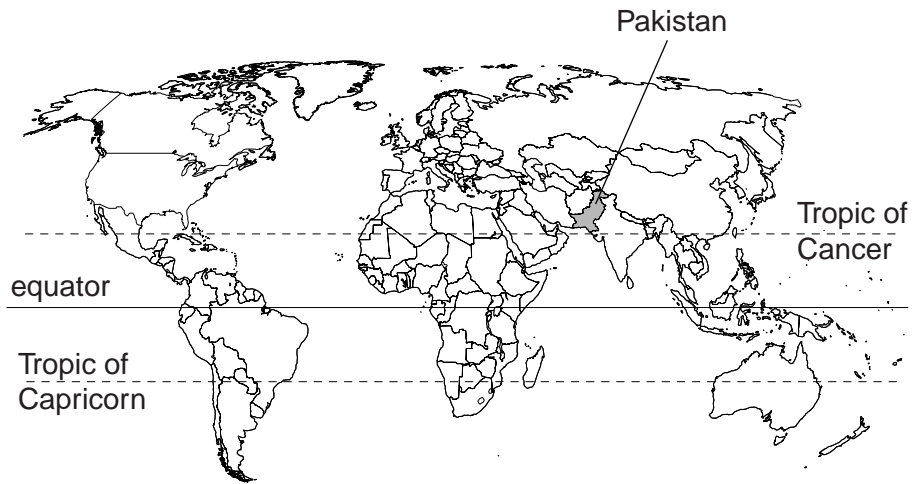 Pakistan
Tropic of
Cancer
equator
Tropic of
Capricorn